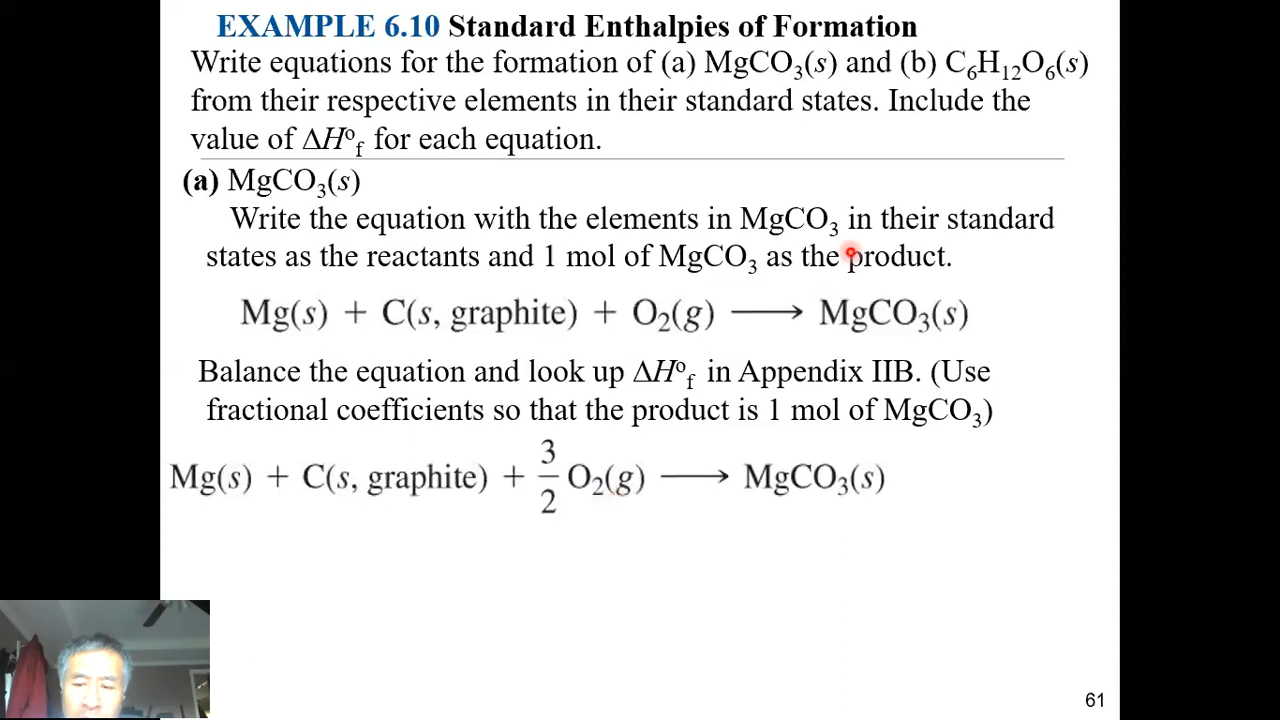 EXAMPLE 6.10 Standard Enthalpies of Formation
Write equations for the formation of (a) MgCO₃(s) and (b) C₆H₁₂O₆(s)
from their respective elements in their standard states. Include the
value of ΔH°f for each equation.
(a) MgCO₃(s)
Write the equation with the elements in MgCO₃ in their standard
states as the reactants and 1 mol of MgCO₃ as the product.
Mg(s) + C(s, graphite) + O₂(g) ⟶ MgCO₃(s)
Balance the equation and look up ΔH°f in Appendix IIB. (Use
fractional coefficients so that the product is 1 mol of MgCO₃)
Mg(s) + C(s, graphite) + 3/2 O₂(g) ⟶ MgCO₃(s)
61